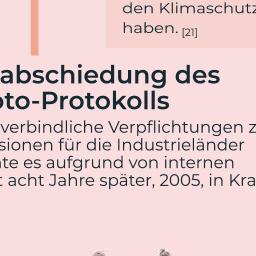 den Klimaschutz
haben. [21]
abschiedung des
oto-Protokolls
verbindliche Verpflichtungen z
sionen für die Industrieländer
te es aufgrund von internen
t acht Jahre später, 2005, in Kra